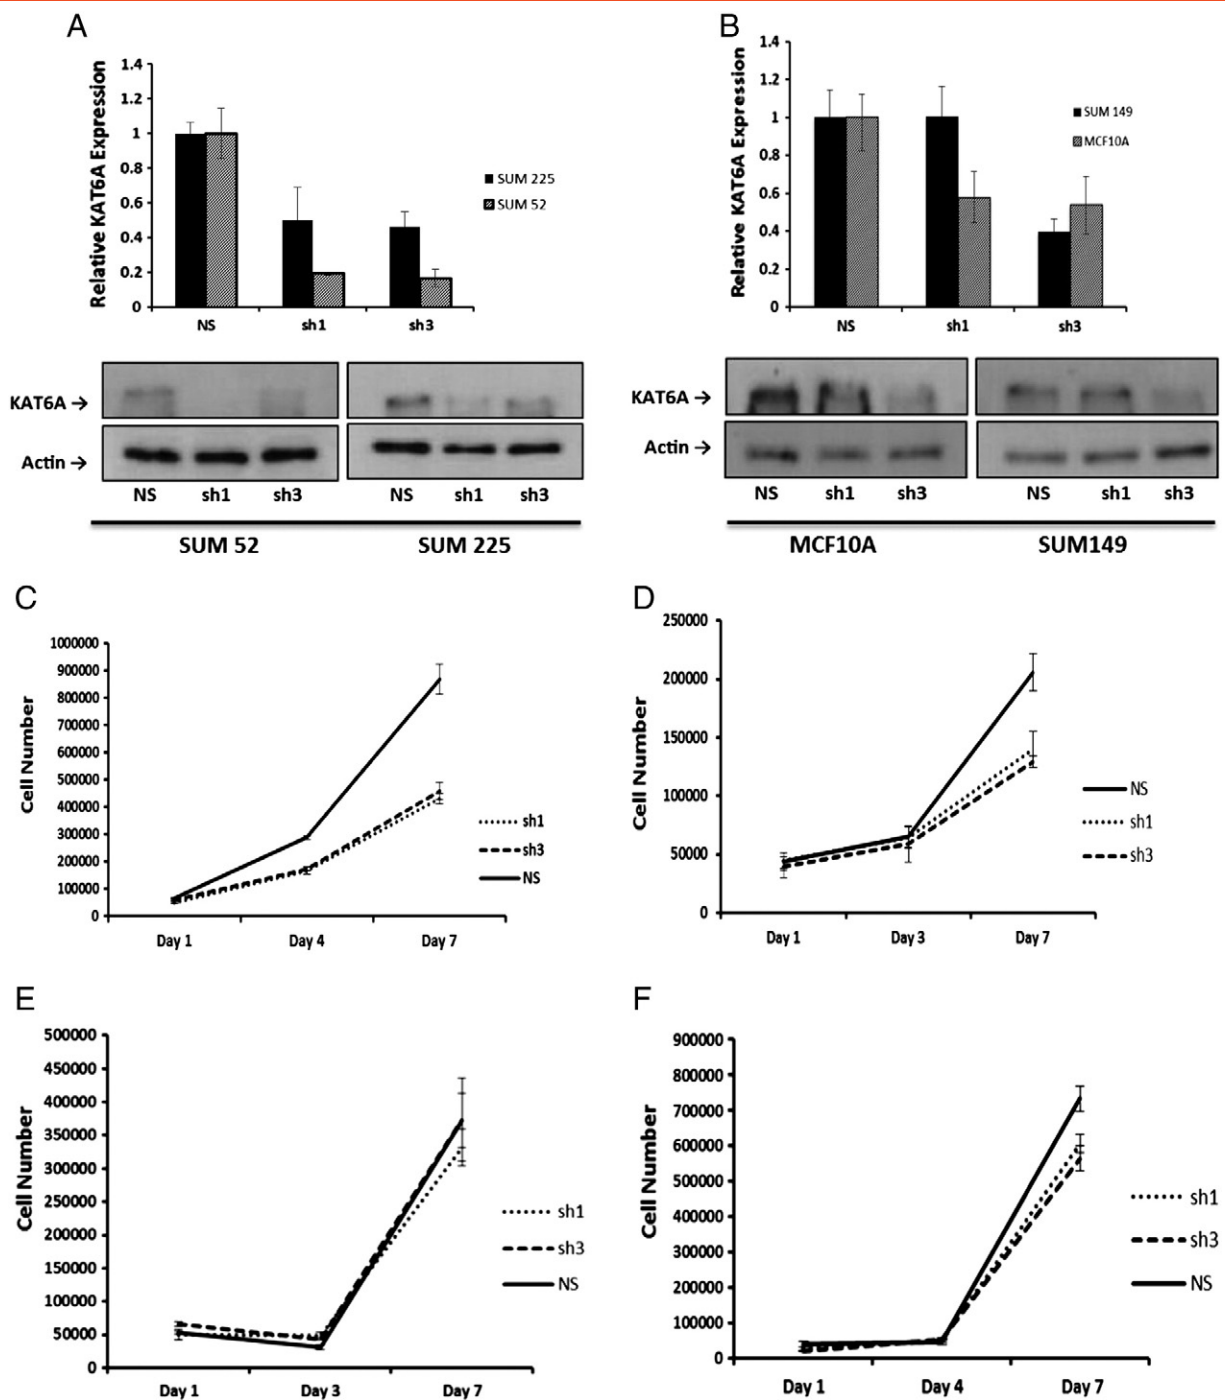 A
Relative KAT6A Expression
1.4
1.2
1
0.8
0.6
0.4
0.2
0
NS
sh1
sh3
SUM 225
SUM 52
KAT6A →
Actin →
NS sh1 sh3
NS sh1 sh3
SUM 52
SUM 225
B
Relative KAT6A Expression
1.4
1.2
1
0.8
0.6
0.4
0.2
0
NS
sh1
sh3
SUM 149
MCF10A
KAT6A →
Actin →
NS sh1 sh3
NS sh1 sh3
MCF10A
SUM149
C
Cell Number
1000000
900000
800000
700000
600000
500000
400000
300000
200000
100000
0
Day 1
Day 4
Day 7
sh1
sh3
NS
D
Cell Number
250000
200000
150000
100000
50000
0
Day 1
Day 3
Day 7
NS
sh1
sh3
E
Cell Number
500000
450000
400000
350000
300000
250000
200000
150000
100000
50000
0
Day 1
Day 3
Day 7
sh1
sh3
NS
F
Cell Number
900000
800000
700000
600000
500000
400000
300000
200000
100000
0
Day 1
Day 4
Day 7
sh1
sh3
NS